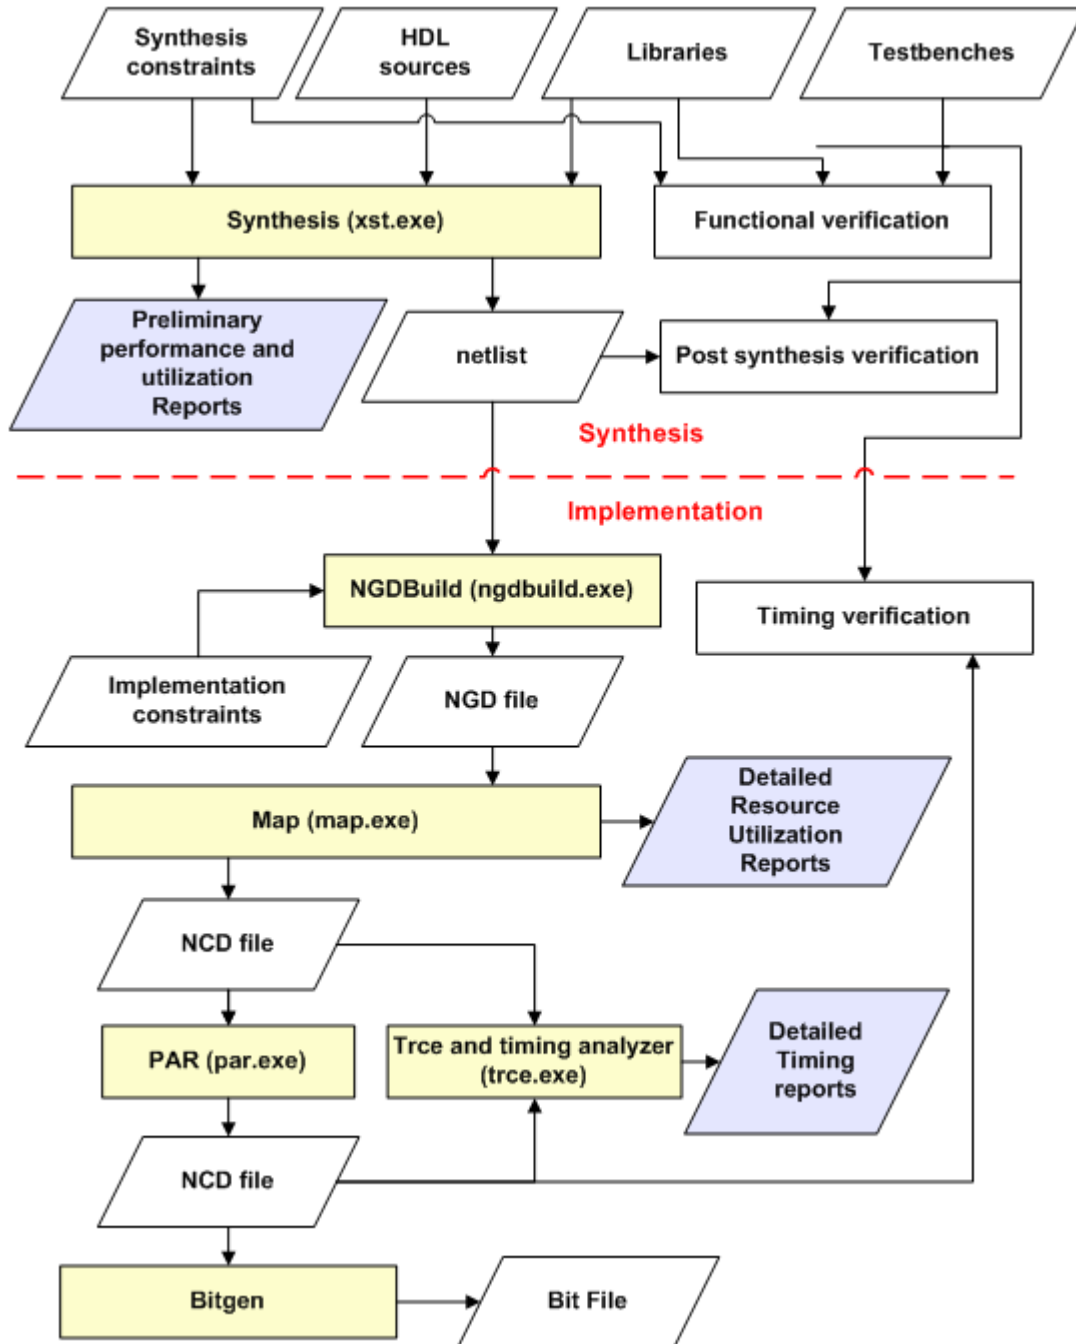 Synthesis
constraints
HDL
sources
Libraries
Testbenches
Synthesis (xst.exe)
Functional verification
Preliminary
performance and
utilization
Reports
netlist
Post synthesis verification
Synthesis
Implementation
NGDBuild (ngdbuild.exe)
Timing verification
Implementation
constraints
NGD file
Map (map.exe)
Detailed
Resource
Utilization
Reports
NCD file
PAR (par.exe)
Trce and timing analyzer
(trce.exe)
Detailed
Timing
reports
NCD file
Bitgen
Bit File